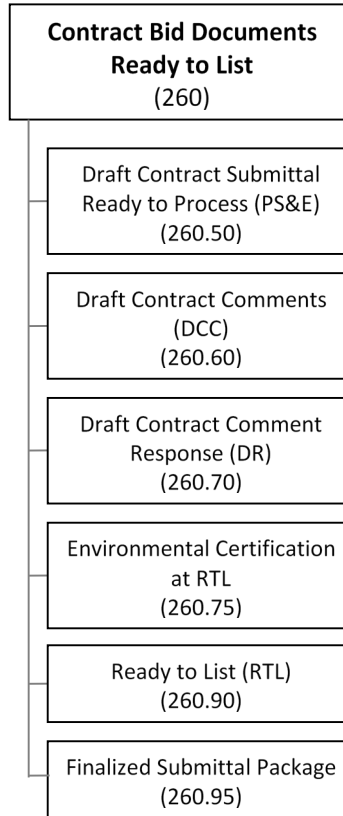 Contract Bid Documents
Ready to List
(260)
Draft Contract Submittal
Ready to Process (PS&E)
(260.50)
Draft Contract Comments
(DCC)
(260.60)
Draft Contract Comment
Response (DR)
(260.70)
Environmental Certification
at RTL
(260.75)
Ready to List (RTL)
(260.90)
Finalized Submittal Package
(260.95)